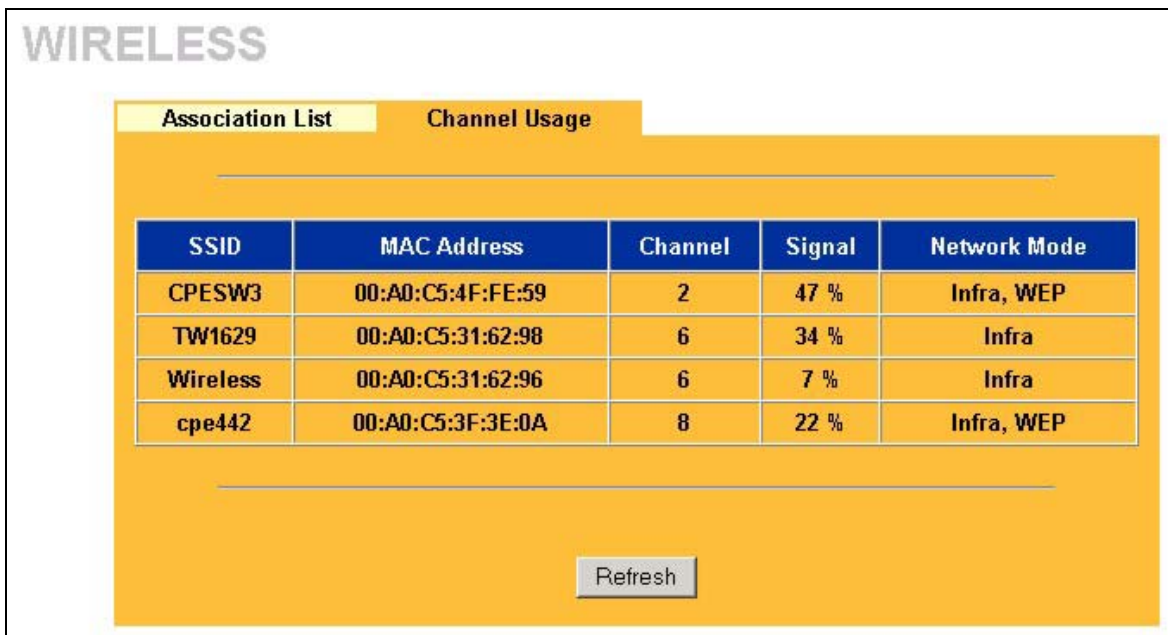 WIRELESS
Association List Channel Usage
SSID MAC Address Channel Signal Network Mode
CPESW3 00:A0:C5:4F:FE:59 2 47 % Infra, WEP
TW1629 00:A0:C5:31:62:98 6 34 % Infra
Wireless 00:A0:C5:31:62:96 6 7 % Infra
cpe442 00:A0:C5:3F:3E:0A 8 22 % Infra, WEP
Refresh